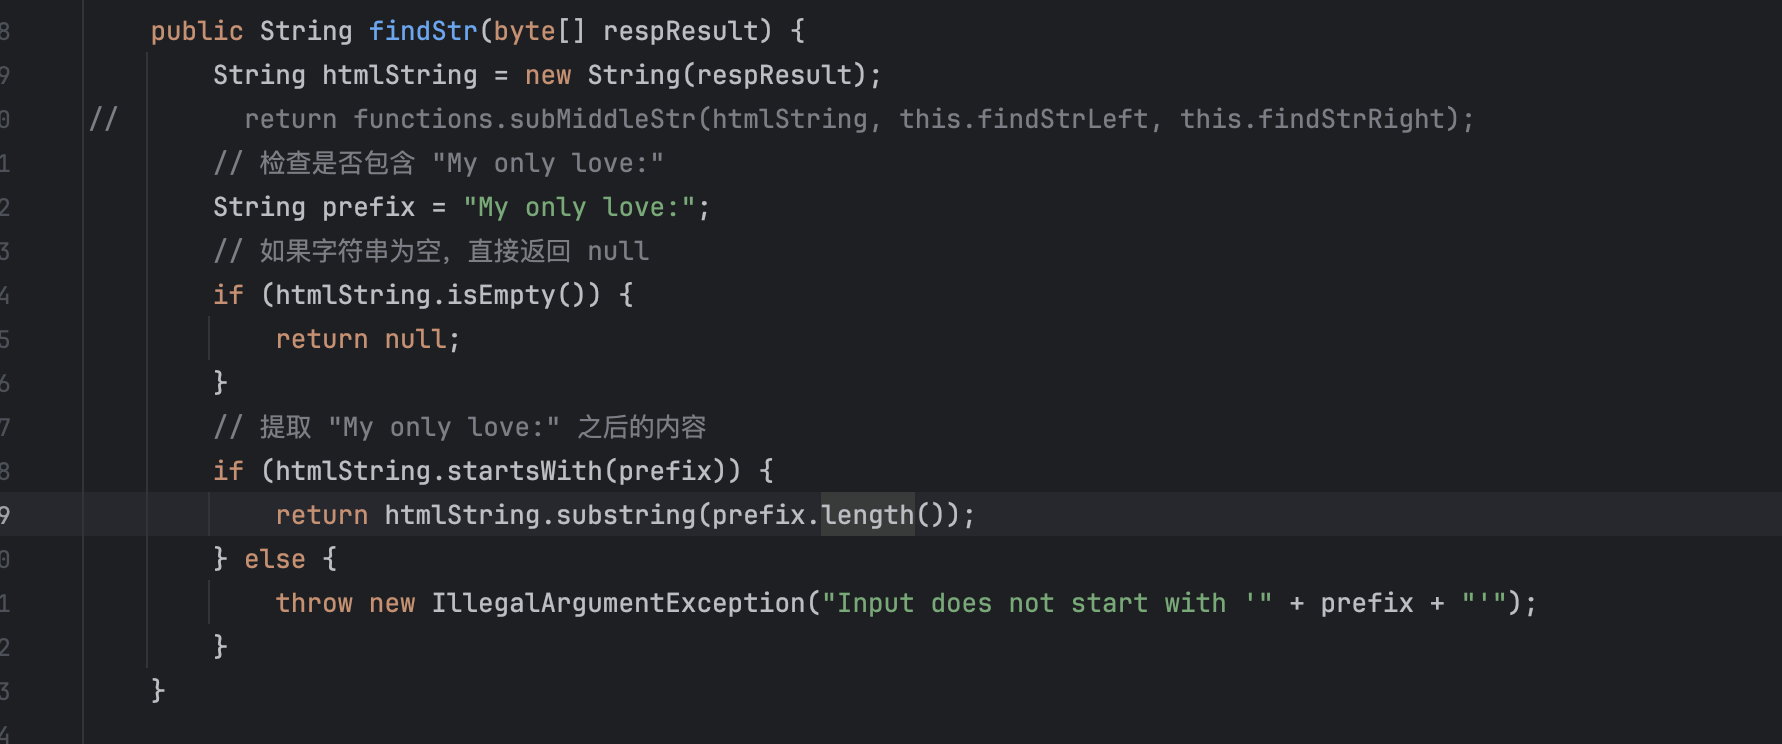 8 public String findStr(byte[] respResult) {
9 String htmlString = new String(respResult);
0 // return functions.subMiddleStr(htmlString, this.findStrLeft, this.findStrRight);
1 // 检查是否包含 "My only love:"
2 String prefix = "My only love:";
3 // 如果字符串为空，直接返回 null
4 if (htmlString.isEmpty()) {
5 return null;
6 }
7 // 提取 "My only love:" 之后的内容
8 if (htmlString.startsWith(prefix)) {
9 return htmlString.substring(prefix.length());
0 } else {
1 throw new IllegalArgumentException("Input does not start with '" + prefix + "'");
2 }
3 }
4